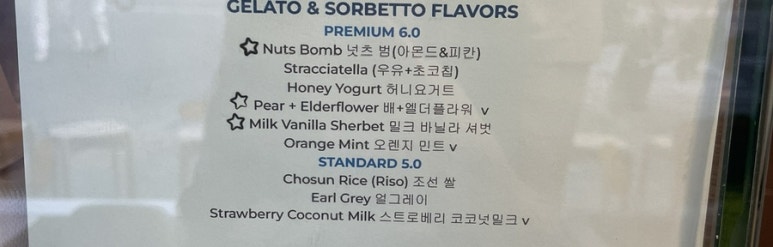 GELATO & SORBETTO FLAVORS
PREMIUM 6.0
Nuts Bomb 넛츠 범(아몬드&피칸)
Stracciatella (우유+초코칩)
Honey Yogurt 허니요거트
Pear + Elderflower 배+엘더플라워 v
Milk Vanilla Sherbet 밀크 바닐라 셔벗
Orange Mint 오렌지 민트 v
STANDARD 5.0
Chosun Rice (Riso) 조선 쌀
Earl Grey 얼그레이
Strawberry Coconut Milk 스트로베리 코코넛밀크 v